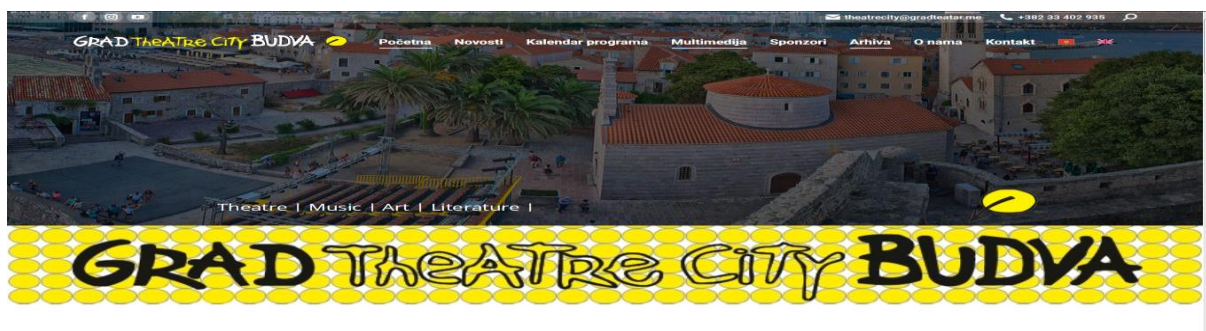 theatrecity@gradteatar.me +382 33 402 935
GRAD TheATRe CiTY BUDVA Početna Novosti Kalendar programa Multimedija Sponzori Arhiva O nama Kontakt
Theatre | Music | Art | Literature |
GRAD TheATRe CiTY BUDVA